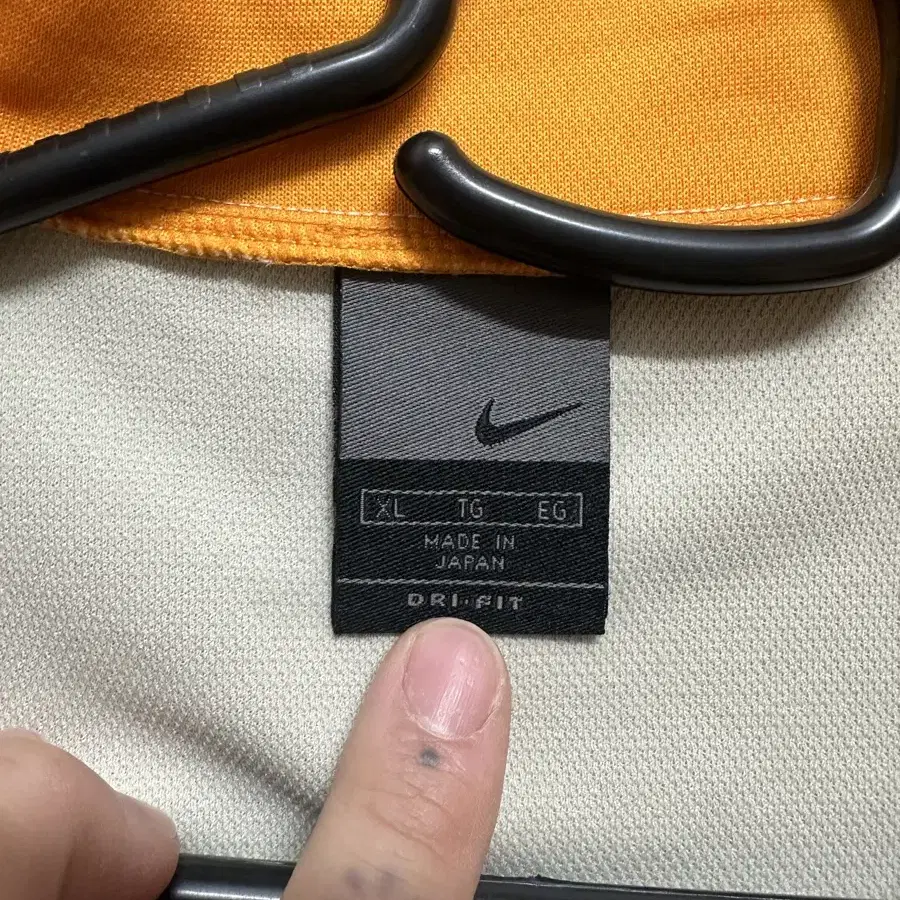 XL TG EG
MADE IN
JAPAN
DRI·FIT